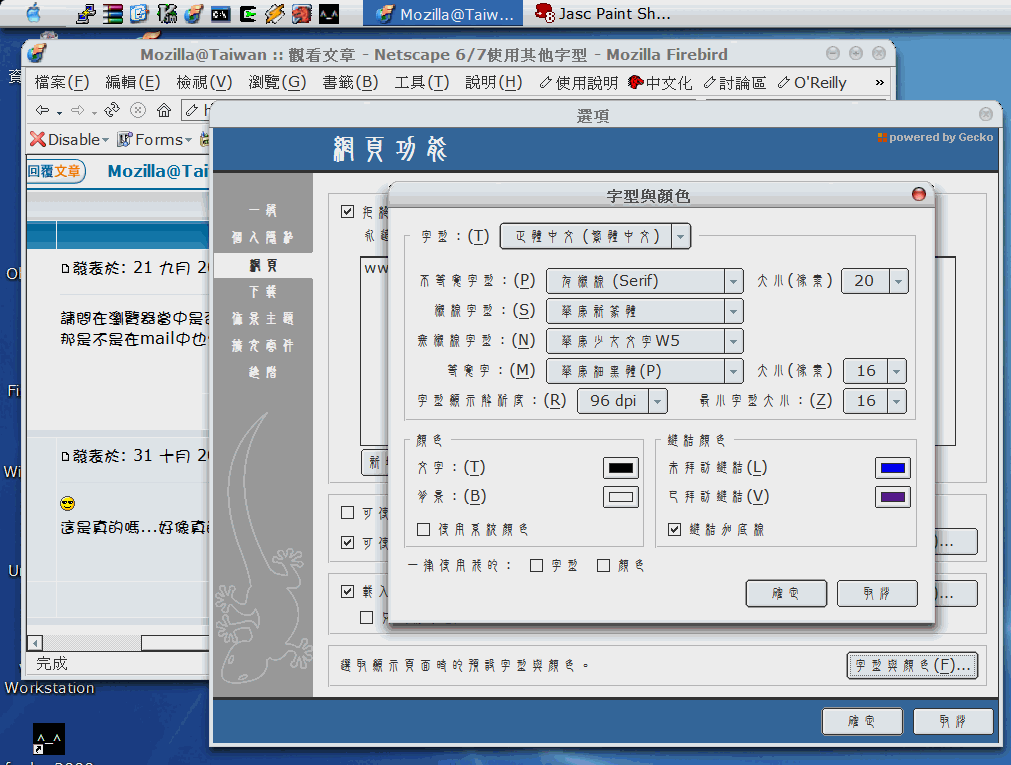 Mozilla@Taiw...
Jasc Paint Sh...
Mozilla@Taiwan :: 觀看文章 - Netscape 6/7使用其他字型 - Mozilla Firebird
檔案(F) 編輯(E) 檢視(V) 瀏覽(G) 書籤(B) 工具(T) 說明(H) 使用說明 中文化 討論區 O'Reilly »
選項
Disable
Forms
網頁功能
powered by Gecko
回覆文章
Mozilla@Tai
字型與顏色
一般
個人隱私
網頁
下載
佈景主題
擴充套件
進階
字型：(T) 正體中文 (繁體中文)
發表於: 21 九月 20
不等寬字型：(P) 有襯線 (Serif) 大小(像素) 20
襯線字型：(S) 華康新篆體
請問在瀏覽器當中是否
那是不是在mail中也
無襯線字型：(N) 華康少女文字W5
等寬字：(M) 華康細黑體(P) 大小(像素) 16
字型顯示解析度：(R) 96 dpi 最小字型大小：(Z) 16
顏色
鏈結顏色
發表於: 31 十月 20
文字：(T)
未拜訪鏈結(L)
背景：(B)
已拜訪鏈結(V)
這是真的嗎...好像真
使用系統顏色
鏈結加底線
一律使用我的： 字型 顏色
確定 取消
完成
選取顯示頁面時的預設字型與顏色。
字型與顏色(F)...
Workstation
確定 取消